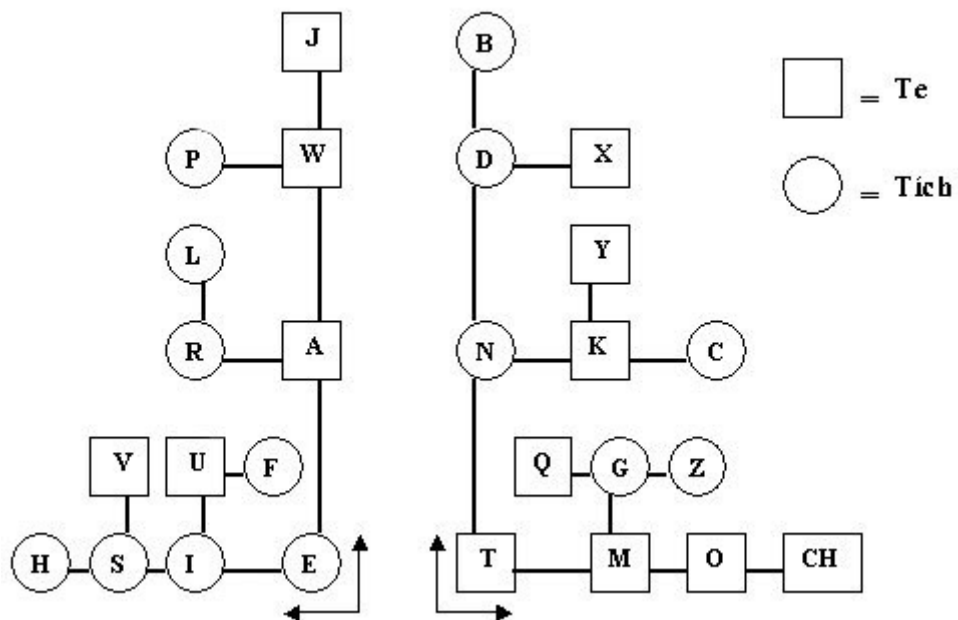 J B
= Te
P W D X
= Tích
L Y
R A N K C
V U F Q G Z
H S I E T M O CH